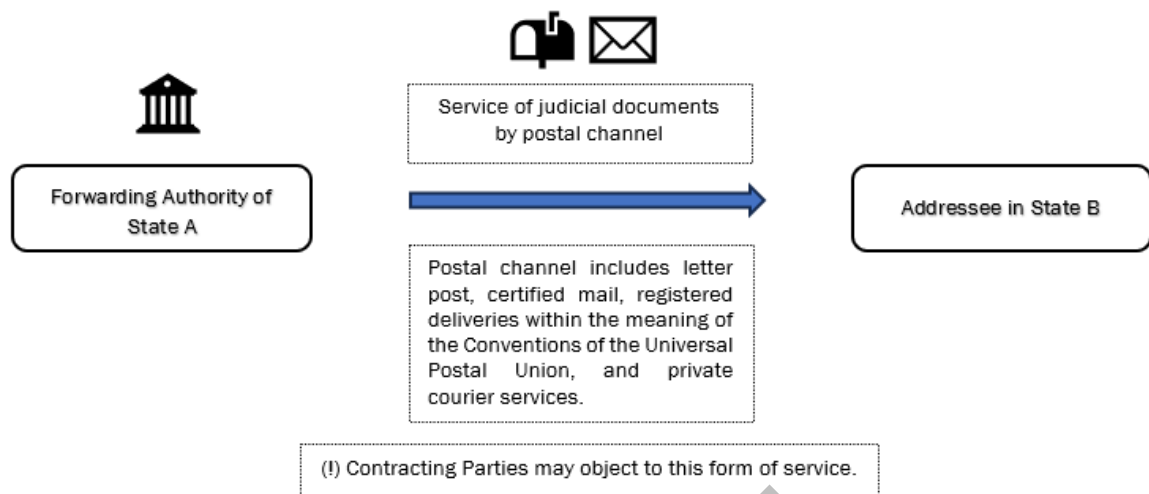 Service of judicial documents
by postal channel
Forwarding Authority of
State A
Addressee in State B
Postal channel includes letter
post, certified mail, registered
deliveries within the meaning of
the Conventions of the Universal
Postal Union, and private
courier services.
(!) Contracting Parties may object to this form of service.